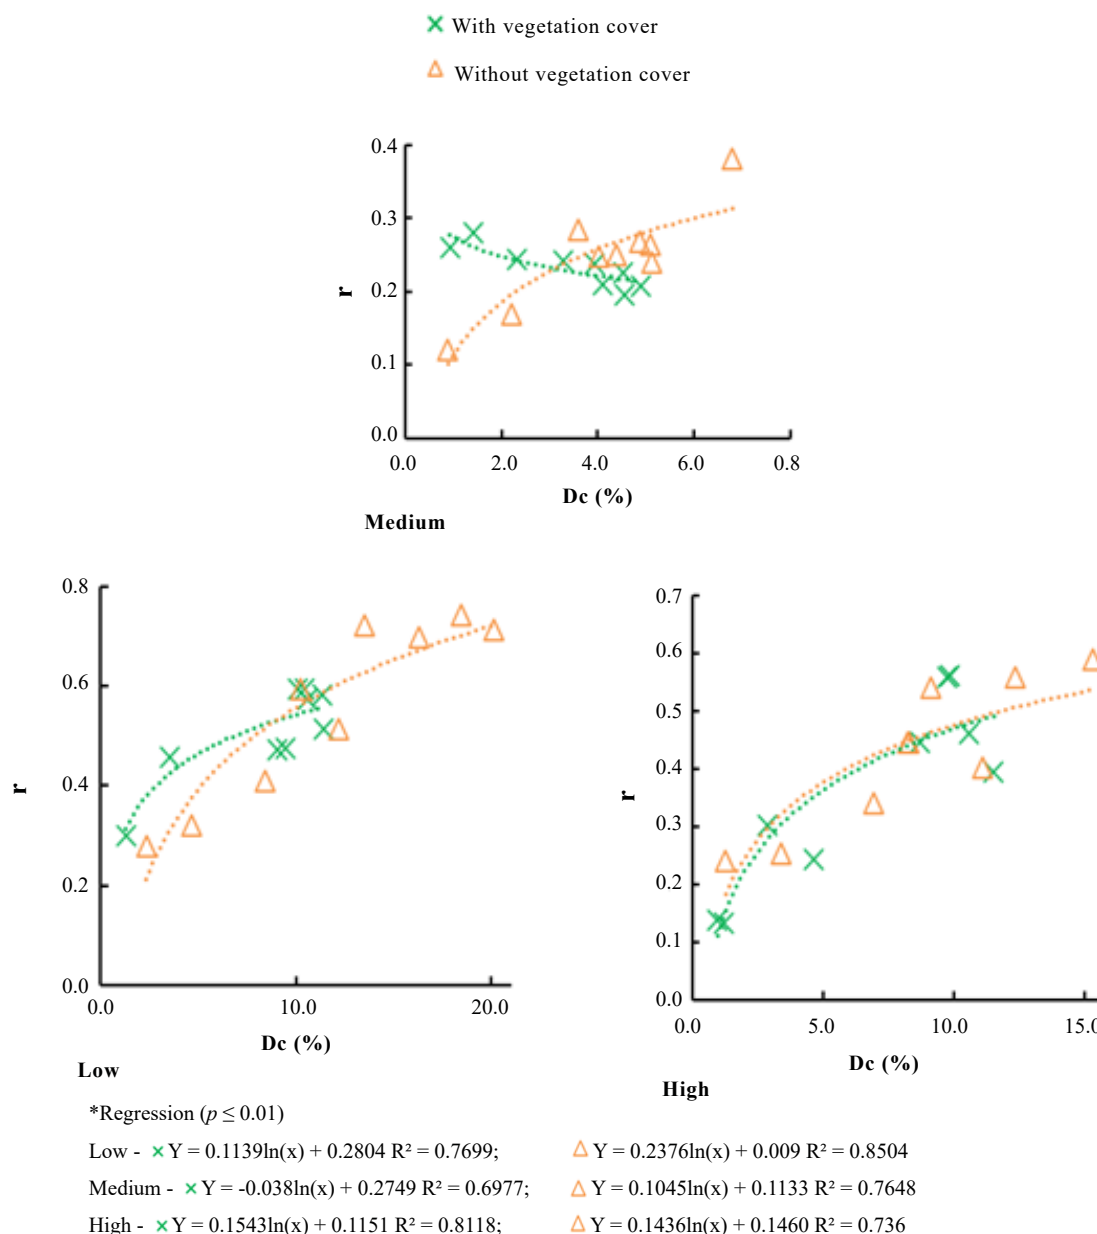 With vegetation cover
Without vegetation cover
0.4
0.3
0.2
0.1
0.0
r
0.0 2.0 4.0 6.0 0.8
Dc (%)
Medium
0.8
0.6
0.4
0.2
0.0
r
0.0 10.0 20.0
Dc (%)
Low
0.7
0.6
0.5
0.4
0.3
0.2
0.1
0.0
r
0.0 5.0 10.0 15.0
Dc (%)
High
*Regression (p ≤ 0.01)
Low - × Y = 0.1139ln(x) + 0.2804 R² = 0.7699; △ Y = 0.2376ln(x) + 0.009 R² = 0.8504
Medium - × Y = -0.038ln(x) + 0.2749 R² = 0.6977; △ Y = 0.1045ln(x) + 0.1133 R² = 0.7648
High - × Y = 0.1543ln(x) + 0.1151 R² = 0.8118; △ Y = 0.1436ln(x) + 0.1460 R² = 0.736